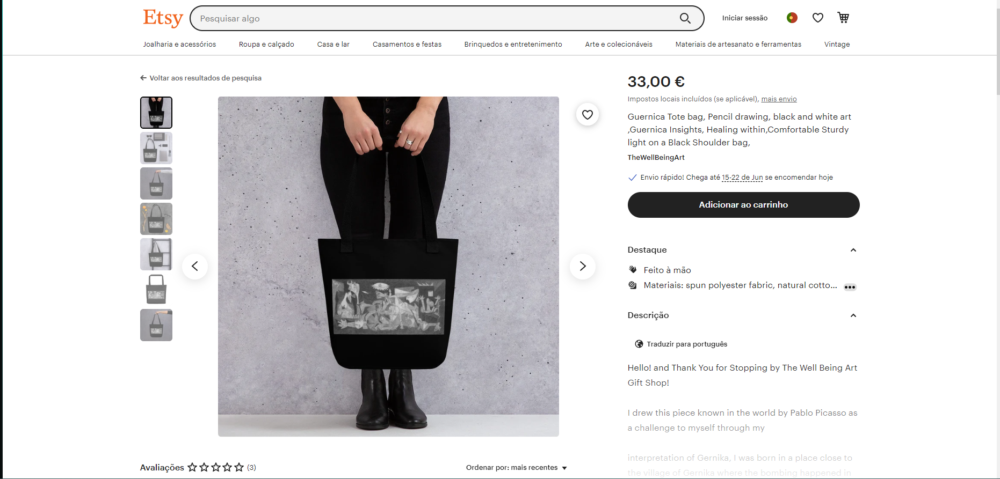 Etsy
Pesquisar algo
Iniciar sessão
Joalharia e acessórios
Roupa e calçado
Casa e lar
Casamentos e festas
Brinquedos e entretenimento
Arte e colecionáveis
Materiais de artesanato e ferramentas
Vintage
Voltar aos resultados de pesquisa
33,00 €
Impostos locais incluídos (se aplicável), mais envio
Guernica Tote bag, Pencil drawing, black and white art
,Guernica Insights, Healing within,Comfortable Sturdy
light on a Black Shoulder bag,
TheWellBeingArt
Envio rápido! Chega até 15-22 de Jun se encomendar hoje
Adicionar ao carrinho
Destaque
Feito à mão
Materiais: spun polyester fabric, natural cotto...
Descrição
Traduzir para português
Hello! and Thank You for Stopping by The Well Being Art
Gift Shop!
I drew this piece known in the world by Pablo Picasso as
a challenge to myself through my
interpretation of Gernika, I was born in a place close to
the village of Gernika where the bombing happened in
Avaliações (3)
Ordenar por: mais recentes